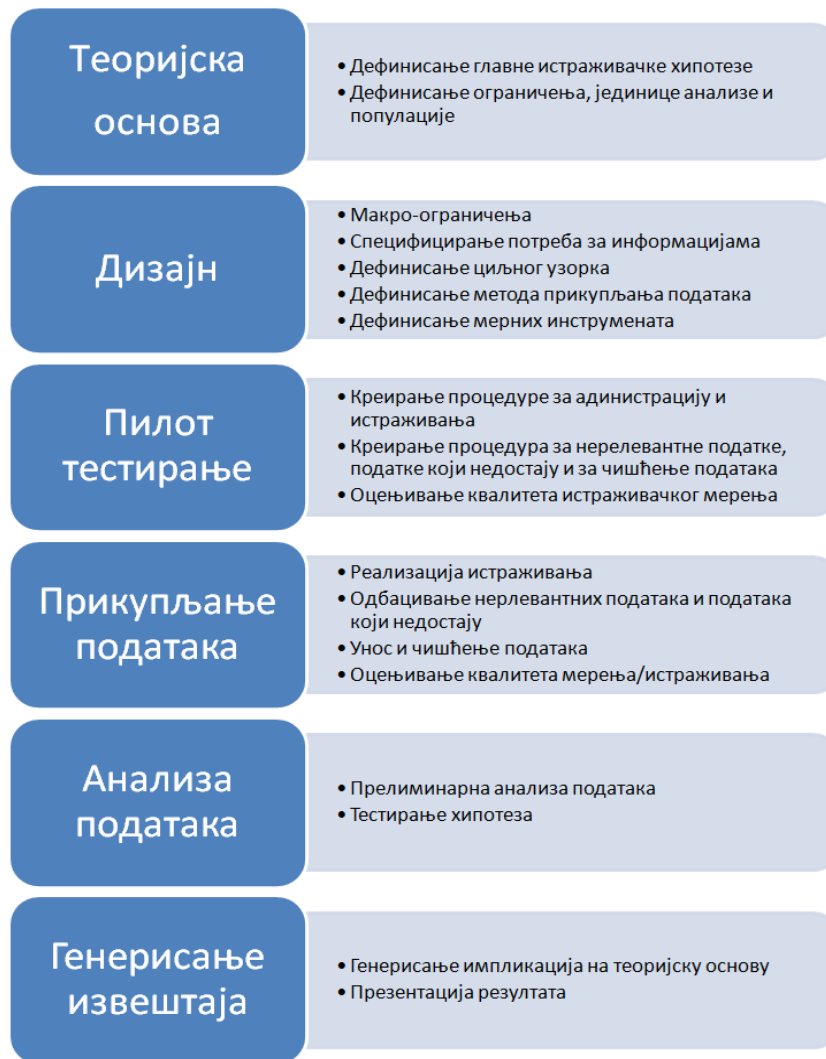 Теоријска
основа
• Дефинисање главне истраживачке хипотезе
• Дефинисање ограничења, јединице анализе и
популације
Дизајн
• Макро-ограничења
• Специфицирање потреба за информацијама
• Дефинисање циљног узорка
• Дефинисање метода прикупљања података
• Дефинисање мерних инструмената
Пилот
тестирање
• Креирање процедуре за адинистрацију и
истраживања
• Креирање процедура за нерелевантне податке,
податке који недостају и за чишћење података
• Оцењивање квалитета истраживачког мерења
Прикупљање
података
• Реализација истраживања
• Одбацивање нерлевантних података и података
који недостају
• Унос и чишћење података
• Оцењивање квалитета мерења/истраживања
Анализа
података
• Прелиминарна анализа података
• Тестирање хипотеза
Генерисање
извештаја
• Генерисање импликација на теоријску основу
• Презентација резултата